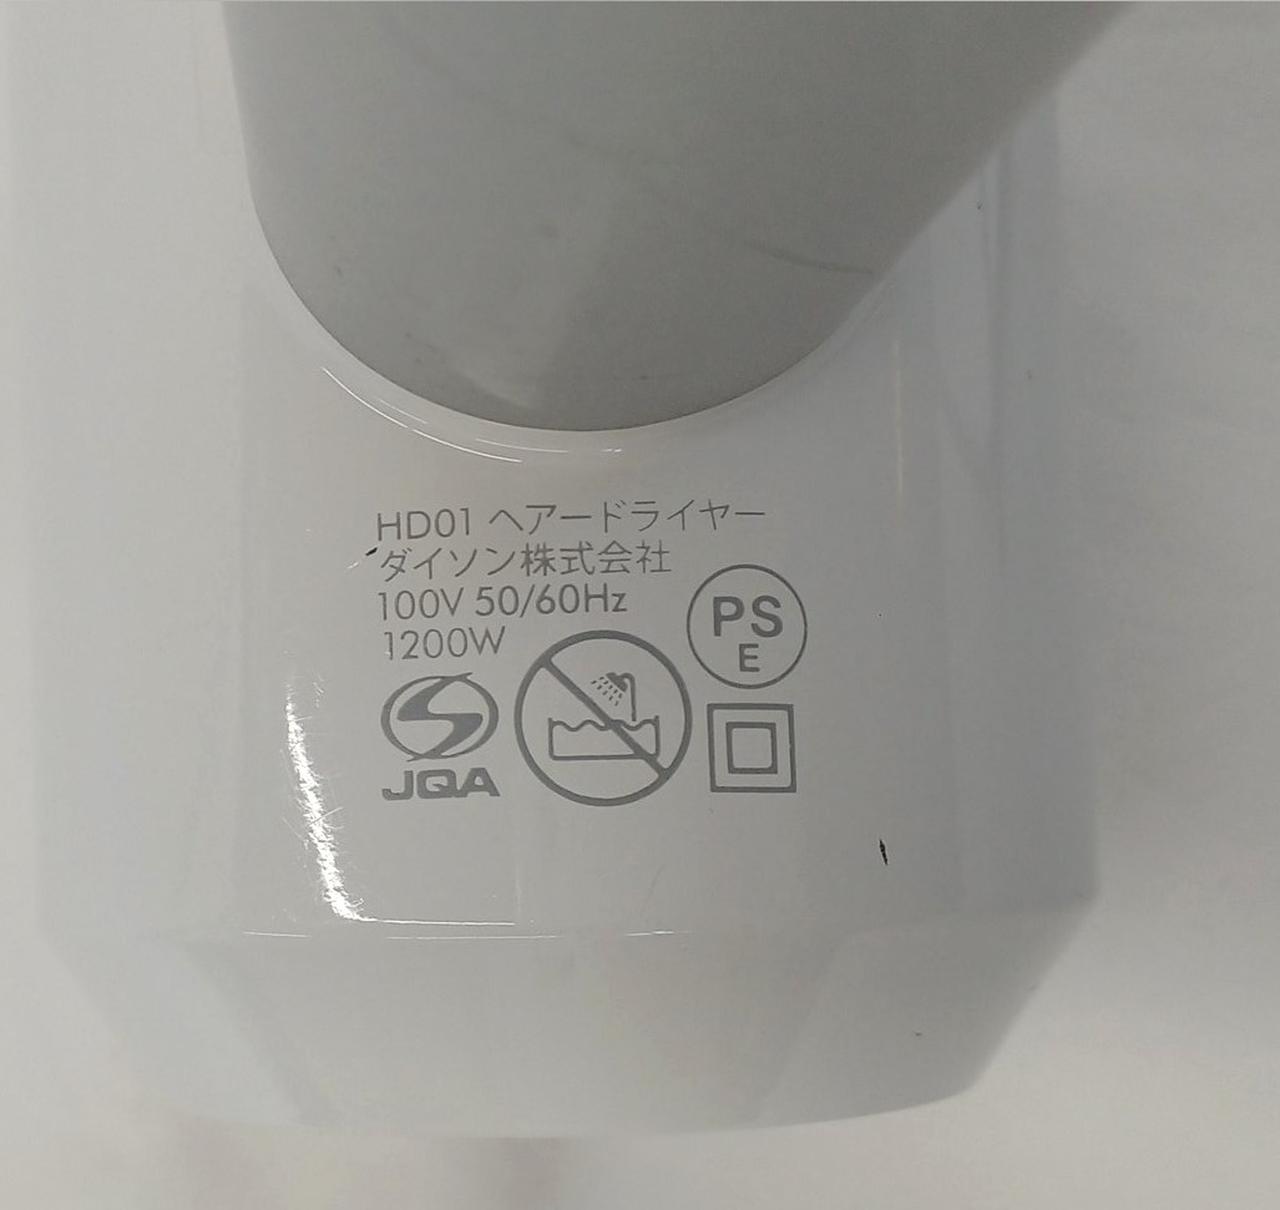 HD01 ヘアードライヤー
ダイソン株式会社
100V 50/60Hz
1200W
PS
E
JQA